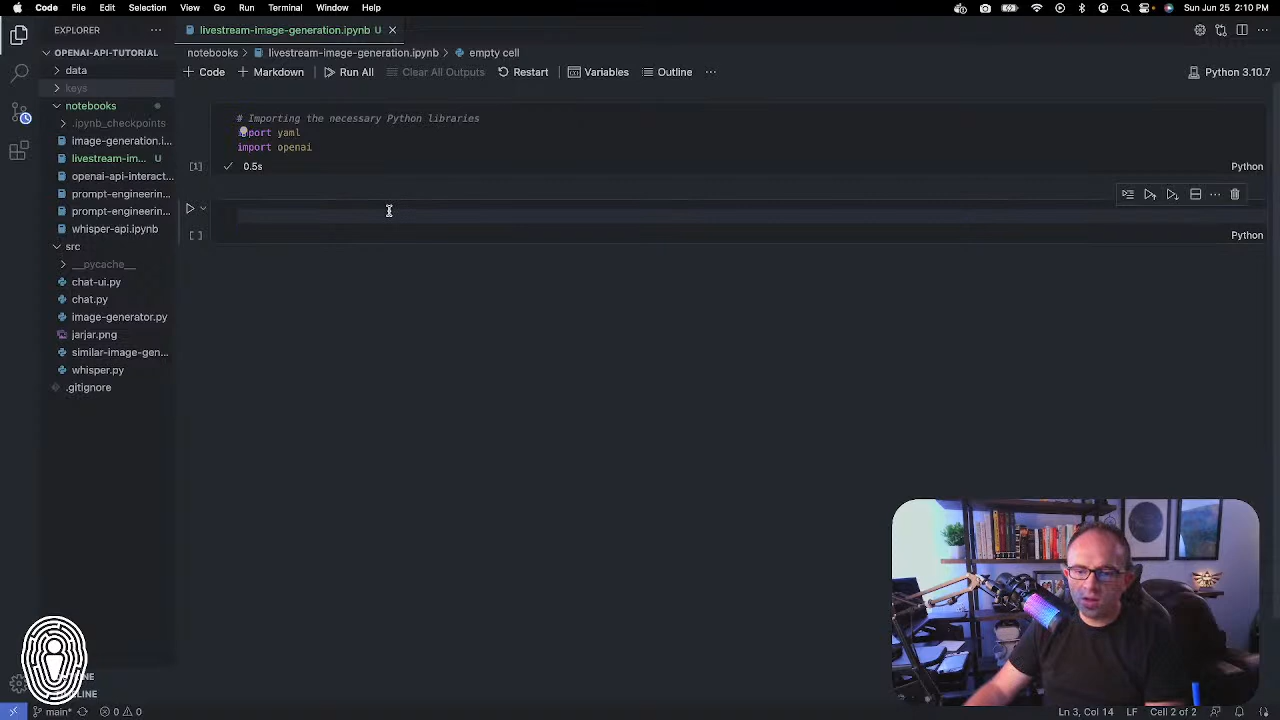 Code File Edit Selection View Go Run Terminal Window Help Sun Jun 25 2:10 PM
EXPLORER
livestream-image-generation.ipynb U
OPENAI-API-TUTORIAL
data
keys
notebooks
.ipynb_checkpoints
image-generation.i...
livestream-im... U
openai-api-interact...
prompt-engineerin...
prompt-engineerin...
whisper-api.ipynb
src
__pycache__
chat-ui.py
chat.py
image-generator.py
jarjar.png
similar-image-gen...
whisper.py
.gitignore
notebooks > livestream-image-generation.ipynb > empty cell
+ Code + Markdown Run All Clear All Outputs Restart Variables Outline ... Python 3.10.7
# Importing the necessary Python libraries
import yaml
import openai
[1] 0.5s Python
[ ] Python
main* 0 0 Ln 3, Col 14 LF Cell 2 of 2